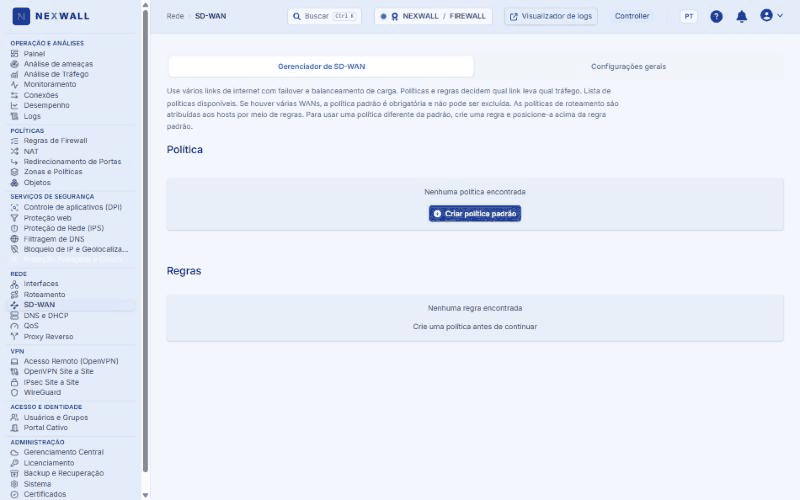 NEXWALL
Rede
SD-WAN
Buscar
Ctrl K
NEXWALL / FIREWALL
Visualizador de logs
Controller
PT
OPERAÇÃO E ANÁLISES
Painel
Análise de ameaças
Análise de Tráfego
Monitoramento
Conexões
Desempenho
Logs
POLÍTICAS
Regras de Firewall
NAT
Redirecionamento de Portas
Zonas e Políticas
Objetos
SERVIÇOS DE SEGURANÇA
Controle de aplicativos (DPI)
Proteção web
Proteção de Rede (IPS)
Filtragem de DNS
Bloqueio de IP e Geolocaliza...
REDE
Interfaces
Roteamento
SD-WAN
DNS e DHCP
QoS
Proxy Reverso
VPN
Acesso Remoto (OpenVPN)
OpenVPN Site a Site
IPsec Site a Site
WireGuard
ACESSO E IDENTIDADE
Usuários e Grupos
Portal Cativo
ADMINISTRAÇÃO
Gerenciamento Central
Licenciamento
Backup e Recuperação
Sistema
Certificados
Gerenciador de SD-WAN
Configurações gerais
Use vários links de internet com failover e balanceamento de carga. Políticas e regras decidem qual link leva qual tráfego. Lista de
políticas disponíveis. Se houver várias WANs, a política padrão é obrigatória e não pode ser excluída. As políticas de roteamento são
atribuídas aos hosts por meio de regras. Para usar uma política diferente da padrão, crie uma regra e posicione-a acima da regra
padrão.
Política
Nenhuma política encontrada
Criar política padrão
Regras
Nenhuma regra encontrada
Crie uma política antes de continuar